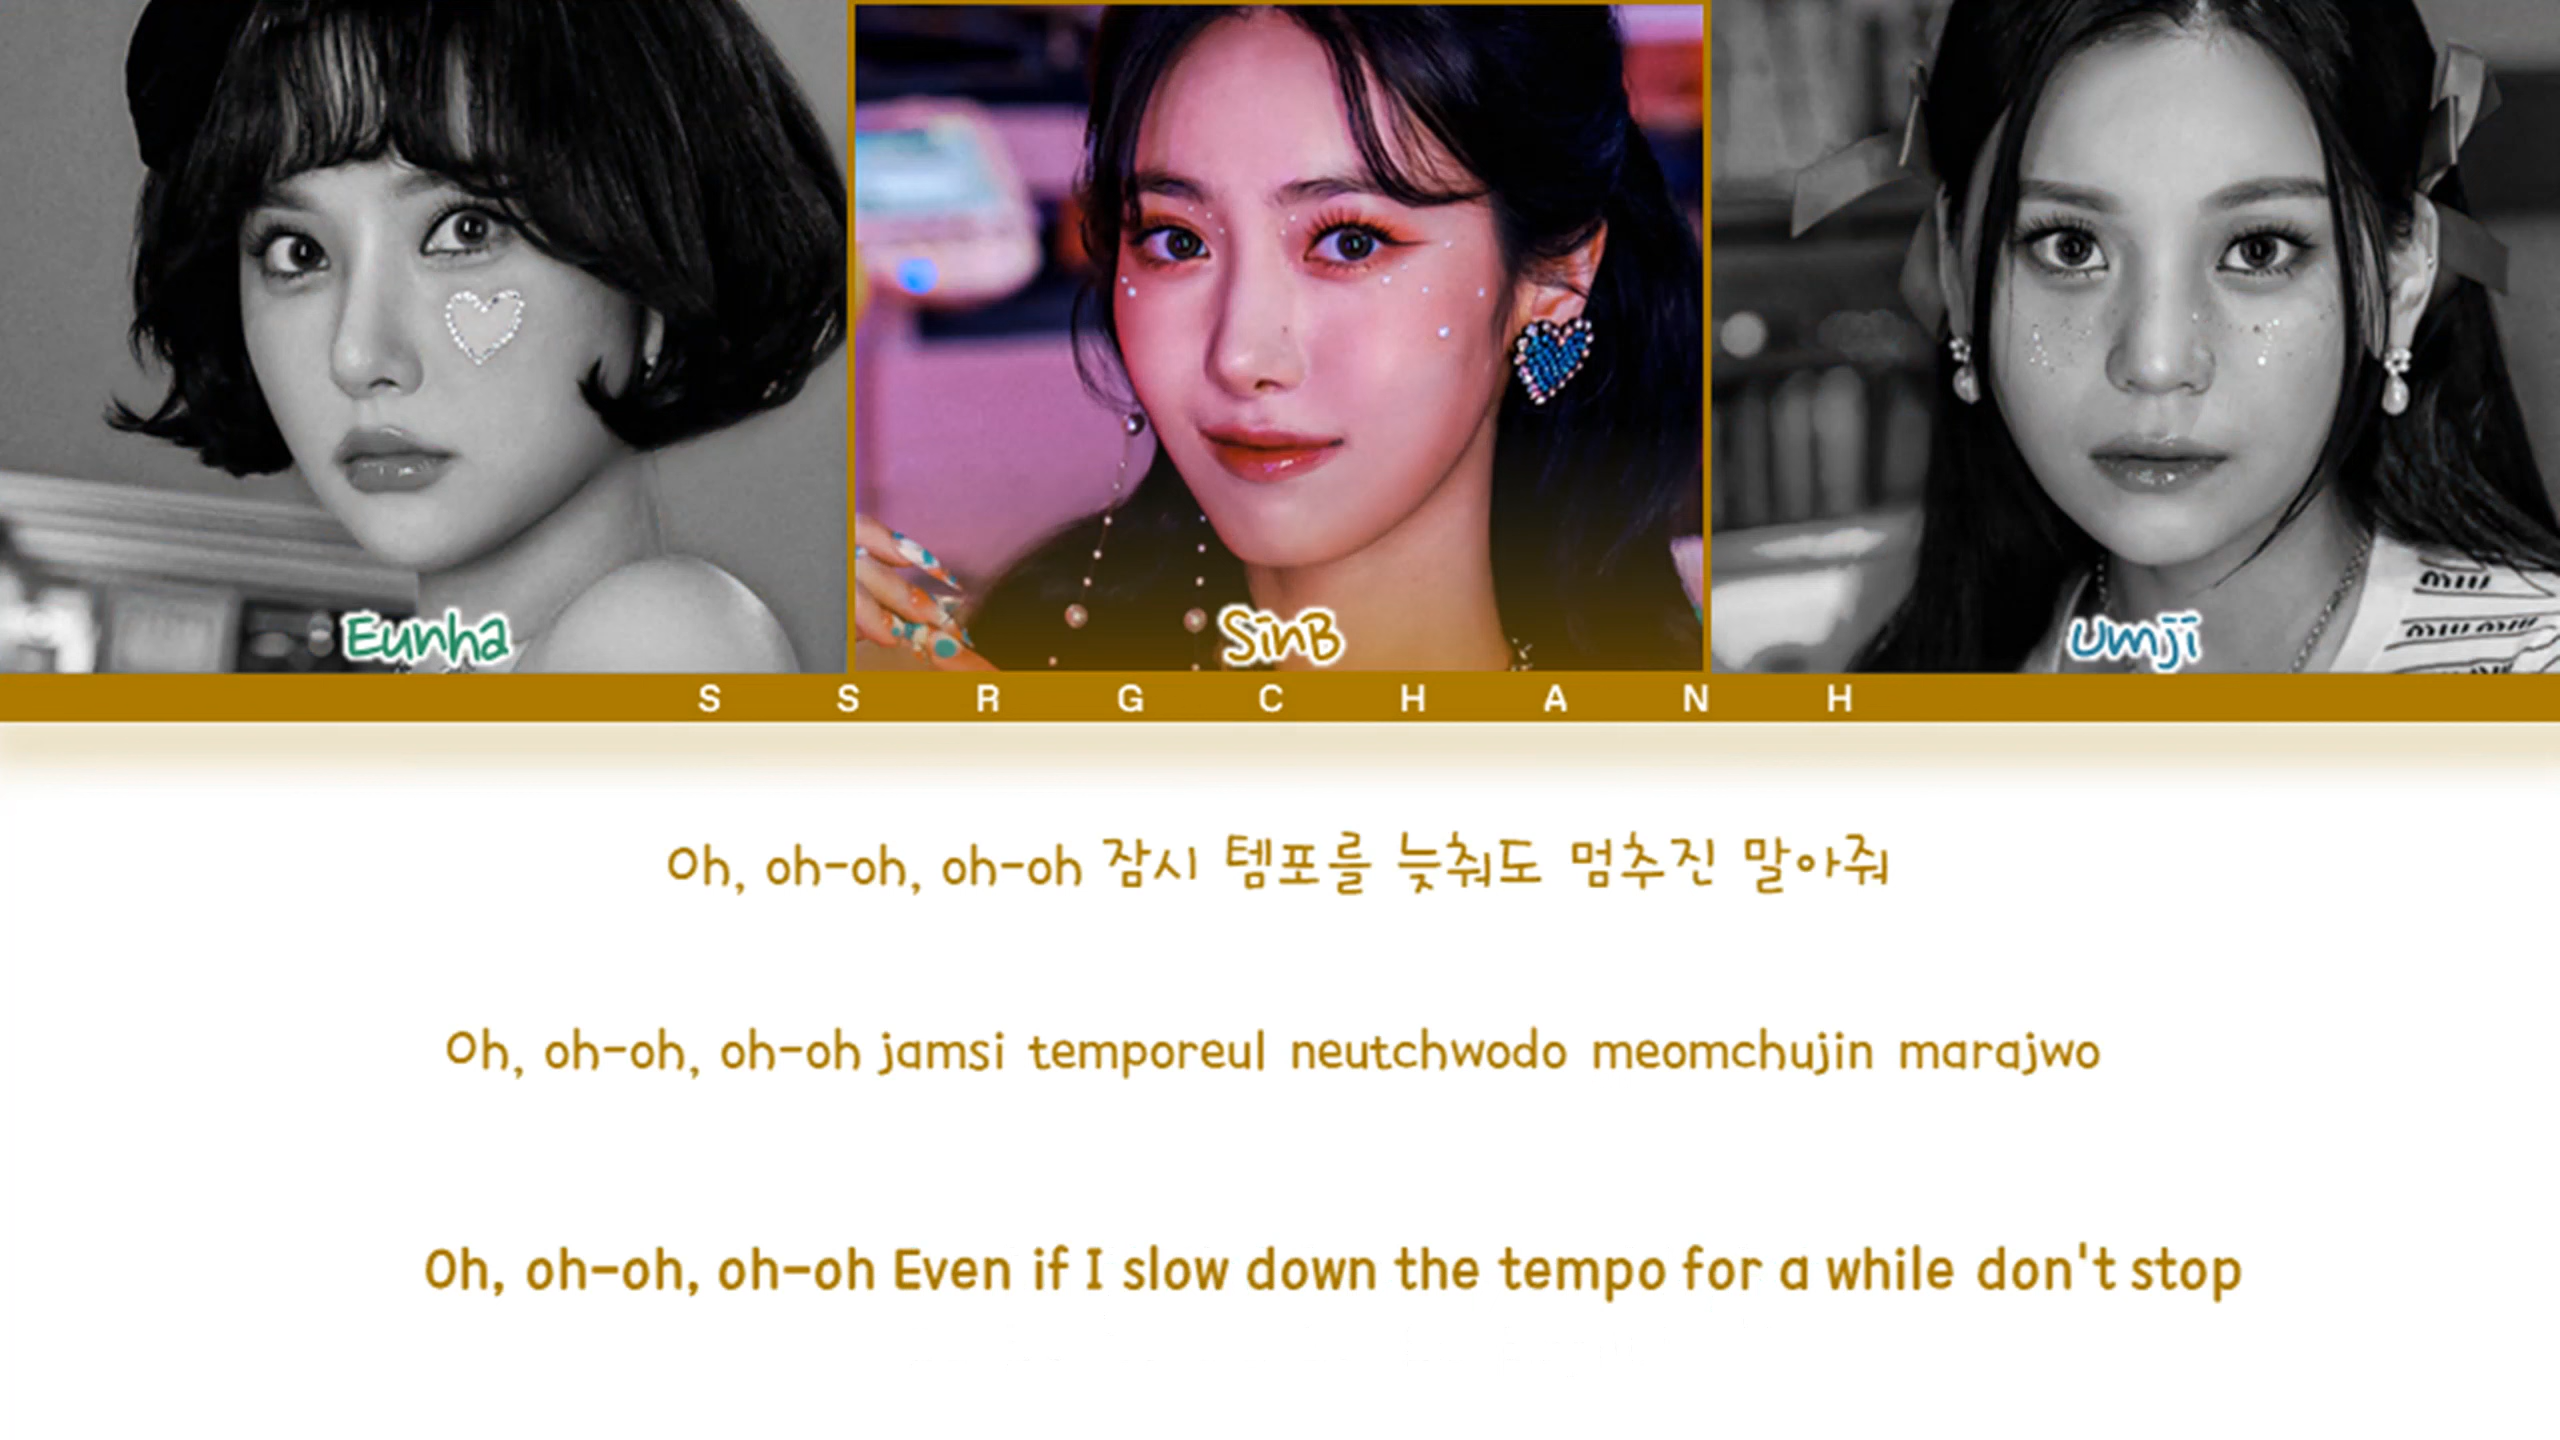 Eunha
SinB
Umji
S S R G C H A N H
Oh, oh-oh, oh-oh 잠시 템포를 늦춰도 멈추진 말아줘
Oh, oh-oh, oh-oh jamsi temporeul neutchwodo meomchujin marajwo
Oh, oh-oh, oh-oh Even if I slow down the tempo for a while don't stop